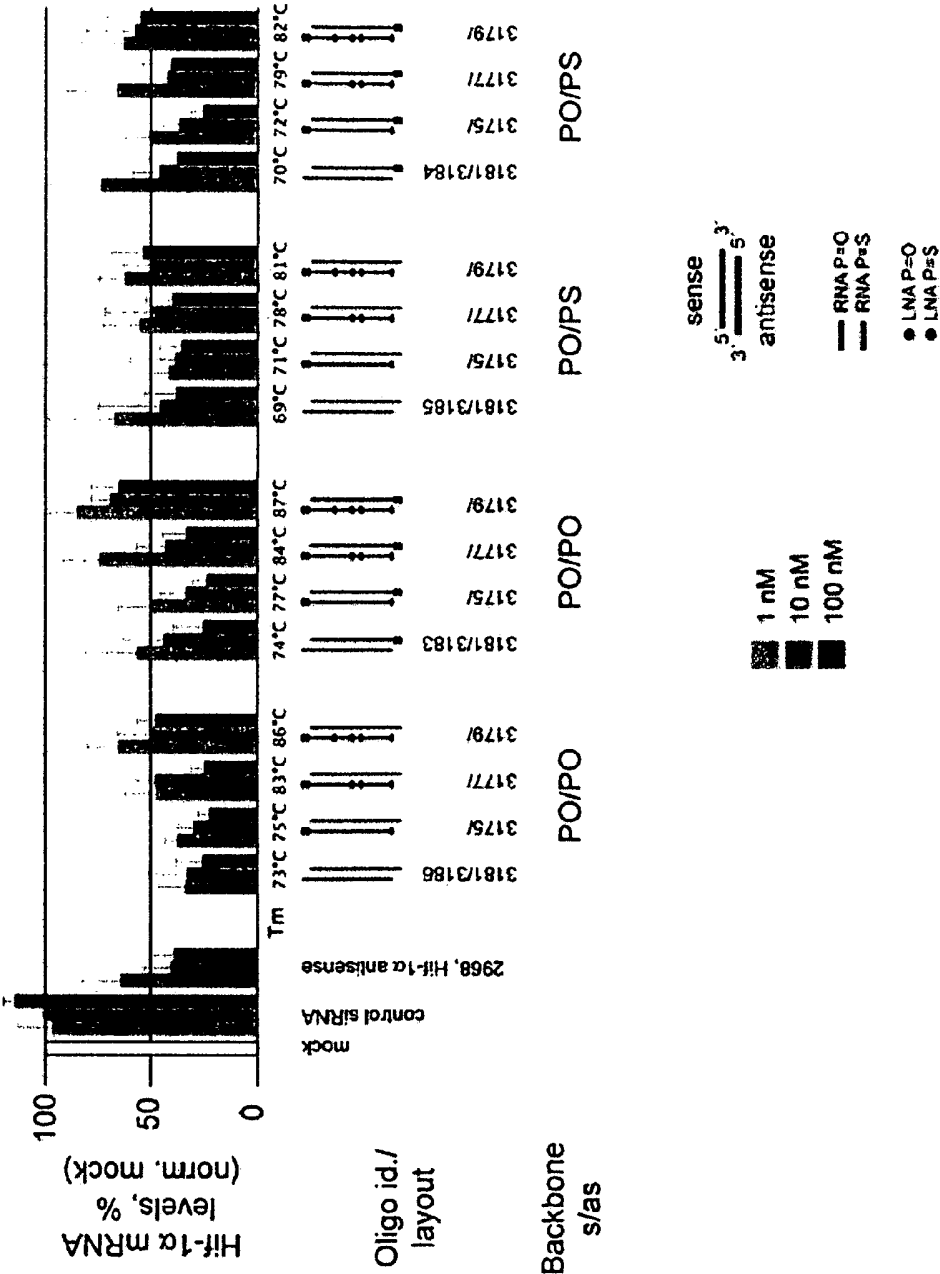 Hif-1α mRNA
levels, %
(norm. mock)
100
50
0
Tm 73°C 75°C 83°C 86°C 74°C 77°C 84°C 87°C 69°C 71°C 78°C 81°C 70°C 72°C 79°C 82°C
Oligo id./
layout
mock
control siRNA
2968, Hif-1α antisense
3181/3186
3175/
3177/
3179/
3181/3183
3175/
3177/
3179/
3181/3185
3175/
3177/
3179/
3181/3184
3175/
3177/
3179/
Backbone
s/as
PO/PO
PO/PO
PO/PS
PO/PS
1 nM
10 nM
100 nM
sense
5´ 3´
3´ 5´
antisense
RNA P=O
RNA P=S
LNA P=O
LNA P=S